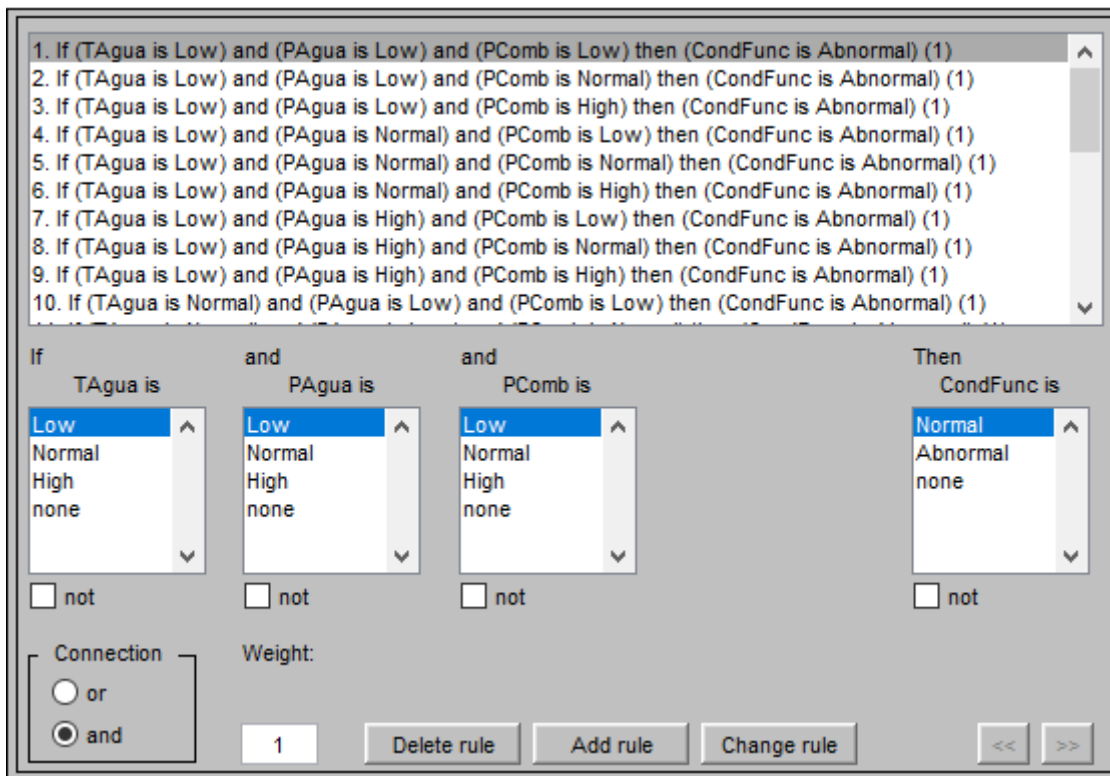 1. If (TAgua is Low) and (PAgua is Low) and (PComb is Low) then (CondFunc is Abnormal) (1)
2. If (TAgua is Low) and (PAgua is Low) and (PComb is Normal) then (CondFunc is Abnormal) (1)
3. If (TAgua is Low) and (PAgua is Low) and (PComb is High) then (CondFunc is Abnormal) (1)
4. If (TAgua is Low) and (PAgua is Normal) and (PComb is Low) then (CondFunc is Abnormal) (1)
5. If (TAgua is Low) and (PAgua is Normal) and (PComb is Normal) then (CondFunc is Abnormal) (1)
6. If (TAgua is Low) and (PAgua is Normal) and (PComb is High) then (CondFunc is Abnormal) (1)
7. If (TAgua is Low) and (PAgua is High) and (PComb is Low) then (CondFunc is Abnormal) (1)
8. If (TAgua is Low) and (PAgua is High) and (PComb is Normal) then (CondFunc is Abnormal) (1)
9. If (TAgua is Low) and (PAgua is High) and (PComb is High) then (CondFunc is Abnormal) (1)
10. If (TAgua is Normal) and (PAgua is Low) and (PComb is Low) then (CondFunc is Abnormal) (1)
If and and Then
TAgua is PAgua is PComb is CondFunc is
Low Low Low Normal
Normal Normal Normal Abnormal
High High High none
none none none
not not not not
Connection Weight:
or
and 1 Delete rule Add rule Change rule << >>